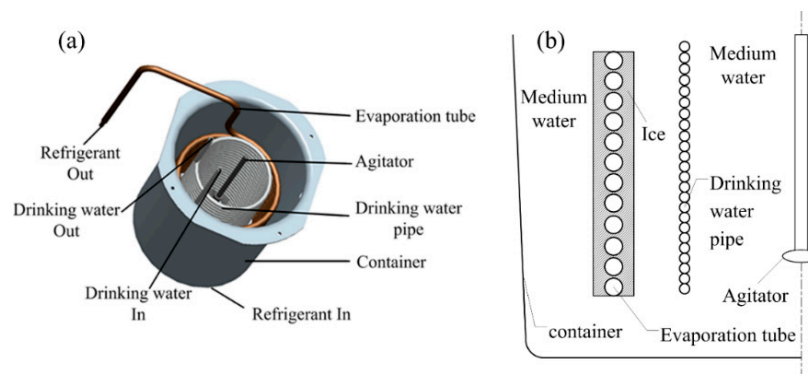 (a)
Evaporation tube
Refrigerant
Out
Agitator
Drinking water
Out
Drinking water
pipe
Container
Drinking water
In
Refrigerant In
(b)
Medium
water
Medium
water
Ice
Drinking
water
pipe
Agitator
container
Evaporation tube